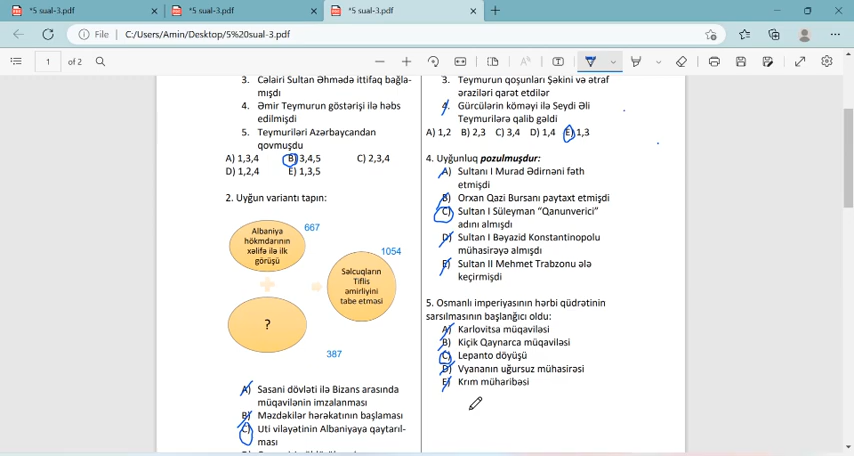 *5 sual-3.pdf
*5 sual-3.pdf
*5 sual-3.pdf
File
C:/Users/Amin/Desktop/5%20sual-3.pdf
1 of 2
3. Cəlairi Sultan Əhmədə ittifaq bağla-
mışdı
4. Əmir Teymurun göstərişi ilə həbs
edilmişdi
5. Teymuriləri Azərbaycandan
qovmuşdu
A) 1,3,4 B) 3,4,5 C) 2,3,4
D) 1,2,4 E) 1,3,5
2. Uyğun variantı tapın:
Albaniya
hökmdarının
xəlifə ilə ilk
görüşü
667
1054
Səlcuqların
Tiflis
əmirliyini
tabe etməsi
?
387
A) Sasani dövləti ilə Bizans arasında
müqavilənin imzalanması
B) Məzdəkilər hərəkatının başlaması
C) Uti vilayətinin Albaniyaya qaytarıl-
ması
3. Teymurun qoşunları Şəkini və ətraf
əraziləri qarət etdilər
4. Gürcülərin köməyi ilə Seydi Əli
Teymurilərə qalib gəldi
A) 1,2 B) 2,3 C) 3,4 D) 1,4 E) 1,3
4. Uyğunluq pozulmuşdur:
A) Sultanı I Murad Ədirnəni fəth
etmişdi
B) Orxan Qazi Bursanı paytaxt etmişdi
C) Sultan I Süleyman “Qanunverici”
adını almışdı
D) Sultan I Bəyazid Konstantinopolu
mühasirəyə almışdı
E) Sultan II Mehmet Trabzonu ələ
keçirmişdi
5. Osmanlı imperiyasının hərbi qüdrətinin
sarsılmasının başlanğıcı oldu:
A) Karlovitsa müqaviləsi
B) Kiçik Qaynarca müqaviləsi
C) Lepanto döyüşü
D) Vyananın uğursuz mühasirəsi
E) Krım müharibəsi